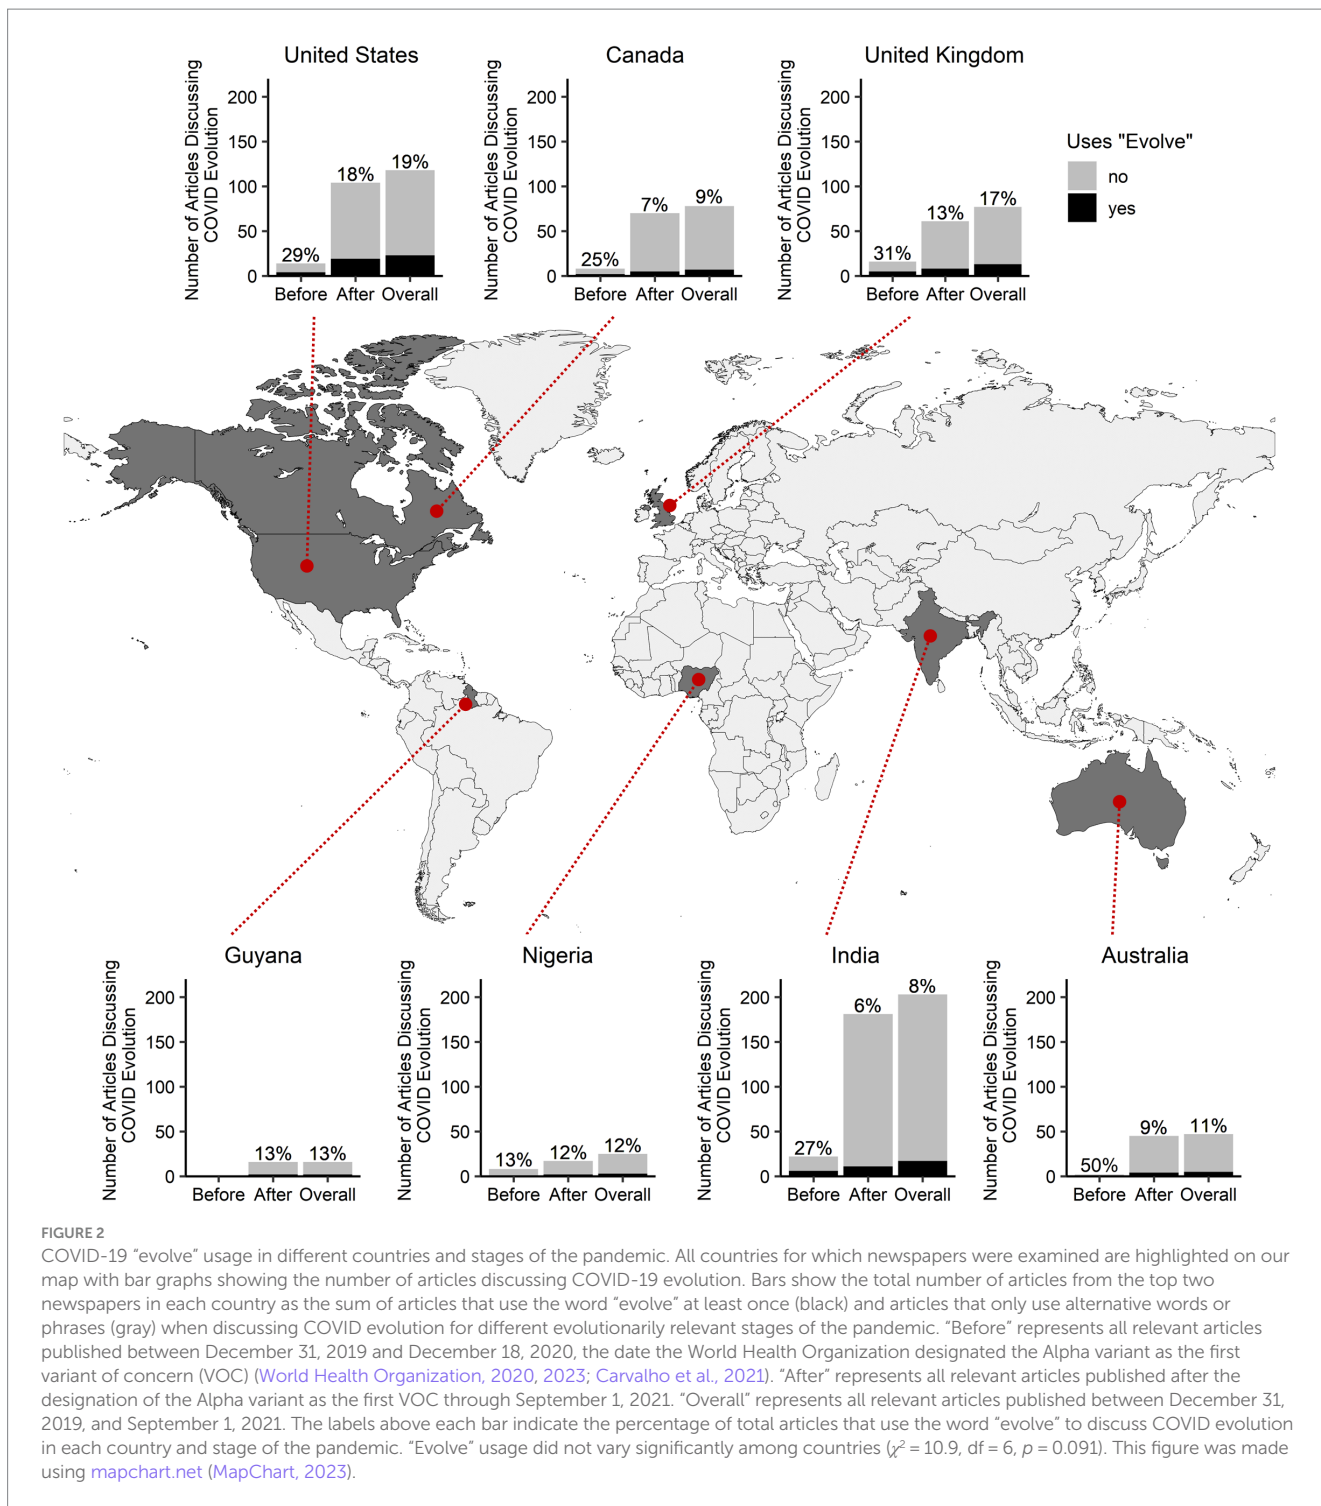 United States
Number of Articles Discussing
COVID Evolution
200
150
100
50
0
29%
18%
19%
Before
After
Overall
Canada
Number of Articles Discussing
COVID Evolution
200
150
100
50
0
25%
7%
9%
Before
After
Overall
United Kingdom
Number of Articles Discussing
COVID Evolution
200
150
100
50
0
31%
13%
17%
Before
After
Overall
Uses "Evolve"
no
yes
Guyana
Number of Articles Discussing
COVID Evolution
200
150
100
50
0
13%
13%
Before
After
Overall
Nigeria
Number of Articles Discussing
COVID Evolution
200
150
100
50
0
13%
12%
12%
Before
After
Overall
India
Number of Articles Discussing
COVID Evolution
200
150
100
50
0
27%
6%
8%
Before
After
Overall
Australia
Number of Articles Discussing
COVID Evolution
200
150
100
50
0
50%
9%
11%
Before
After
Overall
FIGURE 2
COVID-19 “evolve” usage in different countries and stages of the pandemic. All countries for which newspapers were examined are highlighted on our
map with bar graphs showing the number of articles discussing COVID-19 evolution. Bars show the total number of articles from the top two
newspapers in each country as the sum of articles that use the word “evolve” at least once (black) and articles that only use alternative words or
phrases (gray) when discussing COVID evolution for different evolutionarily relevant stages of the pandemic. “Before” represents all relevant articles
published between December 31, 2019 and December 18, 2020, the date the World Health Organization designated the Alpha variant as the first
variant of concern (VOC) (World Health Organization, 2020, 2023; Carvalho et al., 2021). “After” represents all relevant articles published after the
designation of the Alpha variant as the first VOC through September 1, 2021. “Overall” represents all relevant articles published between December 31,
2019, and September 1, 2021. The labels above each bar indicate the percentage of total articles that use the word “evolve” to discuss COVID evolution
in each country and stage of the pandemic. “Evolve” usage did not vary significantly among countries (χ² = 10.9, df = 6, p = 0.091). This figure was made
using mapchart.net (MapChart, 2023).